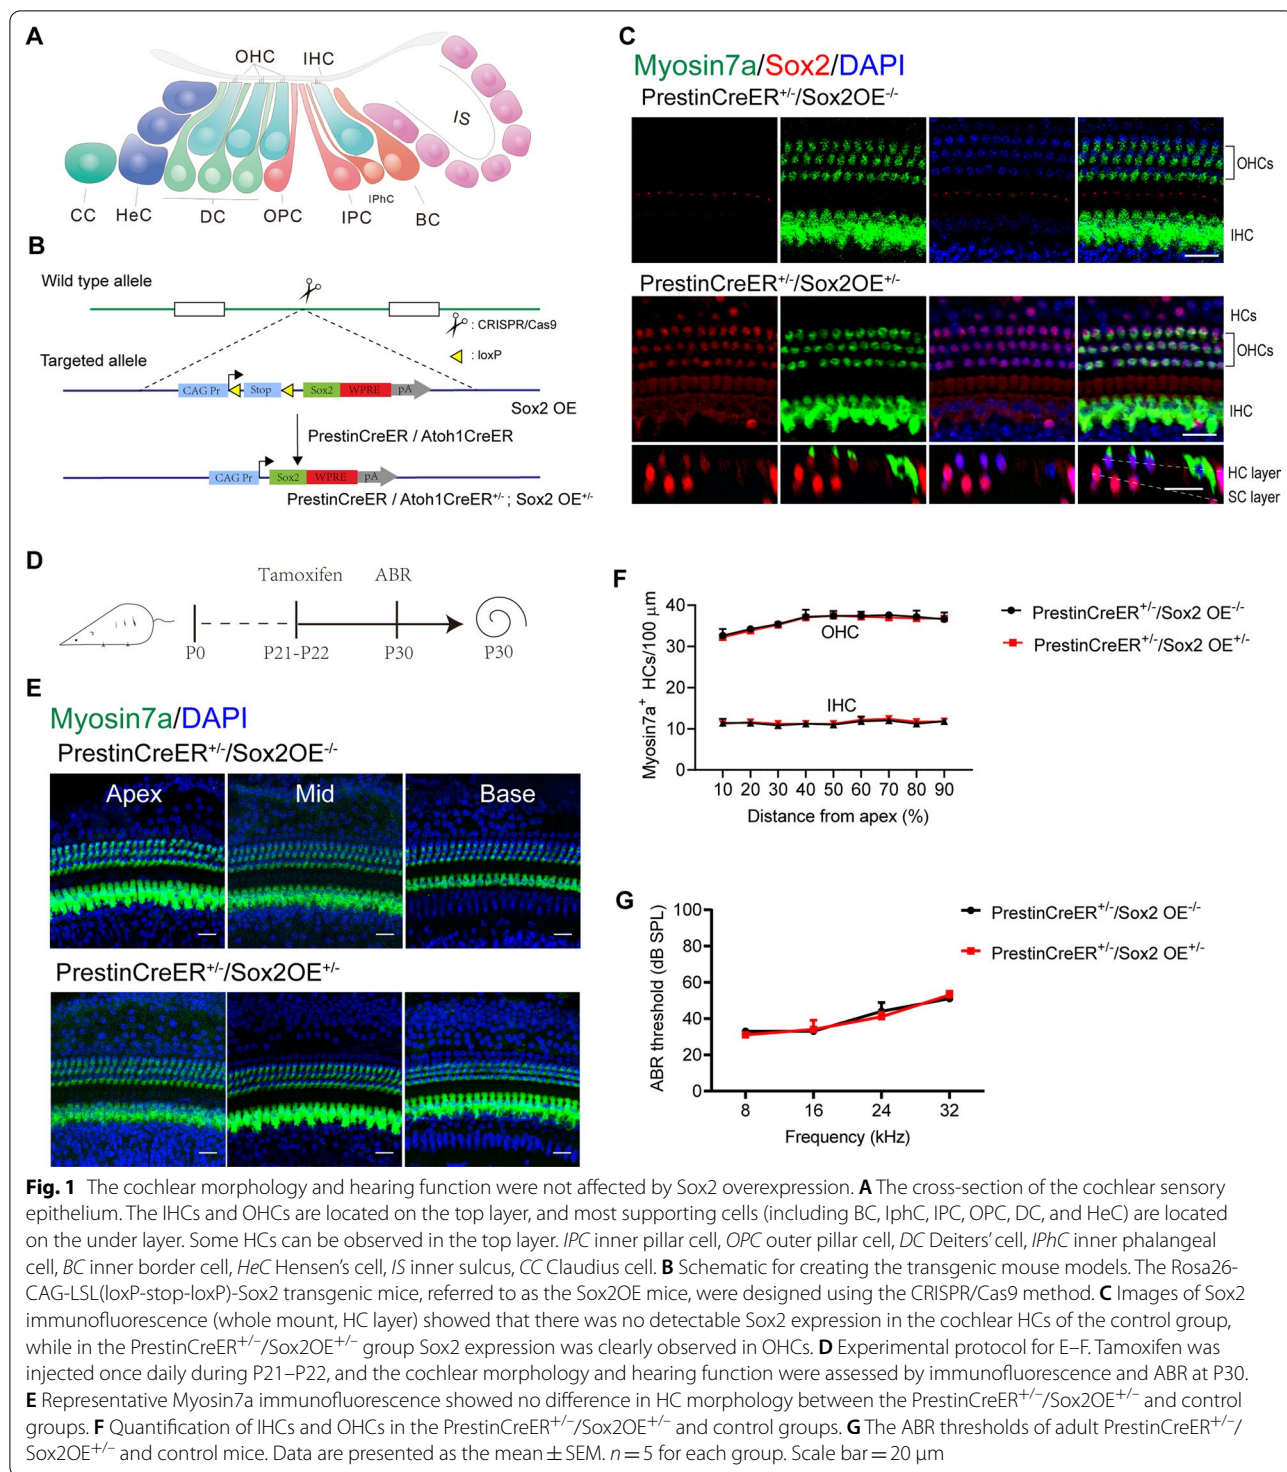 A
OHC
IHC
IS
CC
HeC
DC
OPC
IPC
IPhC
BC
B
Wild type allele
: CRISPR/Cas9
: loxP
Targeted allele
CAG Pr
Stop
Sox2
WPRE
pA
Sox2 OE
PrestinCreER / Atoh1CreER
CAG Pr
Sox2
WPRE
pA
PrestinCreER / Atoh1CreER+/-; Sox2 OE+/-
C
Myosin7a/Sox2/DAPI
PrestinCreER+/-/Sox2OE-/-
OHCs
IHC
PrestinCreER+/-/Sox2OE+/-
HCs
OHCs
IHC
HC layer
SC layer
D
Tamoxifen
ABR
P0
P21-P22
P30
P30
E
Myosin7a/DAPI
PrestinCreER+/-/Sox2OE-/-
Apex
Mid
Base
PrestinCreER+/-/Sox2OE+/-
F
Myosin7a+ HCs/100 μm
40
30
20
10
0
OHC
IHC
10 20 30 40 50 60 70 80 90
Distance from apex (%)
PrestinCreER+/-/Sox2 OE-/-
PrestinCreER+/-/Sox2 OE+/-
G
ABR threshold (dB SPL)
100
80
60
40
20
0
8 16 24 32
Frequency (kHz)
PrestinCreER+/-/Sox2 OE-/-
PrestinCreER+/-/Sox2 OE+/-
Fig. 1 The cochlear morphology and hearing function were not affected by Sox2 overexpression. A The cross-section of the cochlear sensory
epithelium. The IHCs and OHCs are located on the top layer, and most supporting cells (including BC, IphC, IPC, OPC, DC, and HeC) are located
on the under layer. Some HCs can be observed in the top layer. IPC inner pillar cell, OPC outer pillar cell, DC Deiters' cell, IPhC inner phalangeal
cell, BC inner border cell, HeC Hensen's cell, IS inner sulcus, CC Claudius cell. B Schematic for creating the transgenic mouse models. The Rosa26-
CAG-LSL(loxP-stop-loxP)-Sox2 transgenic mice, referred to as the Sox2OE mice, were designed using the CRISPR/Cas9 method. C Images of Sox2
immunofluorescence (whole mount, HC layer) showed that there was no detectable Sox2 expression in the cochlear HCs of the control group,
while in the PrestinCreER+/−/Sox2OE+/− group Sox2 expression was clearly observed in OHCs. D Experimental protocol for E–F. Tamoxifen was
injected once daily during P21–P22, and the cochlear morphology and hearing function were assessed by immunofluorescence and ABR at P30.
E Representative Myosin7a immunofluorescence showed no difference in HC morphology between the PrestinCreER+/−/Sox2OE+/− and control
groups. F Quantification of IHCs and OHCs in the PrestinCreER+/−/Sox2OE+/− and control groups. G The ABR thresholds of adult PrestinCreER+/−/
Sox2OE+/− and control mice. Data are presented as the mean ± SEM. n = 5 for each group. Scale bar = 20 μm